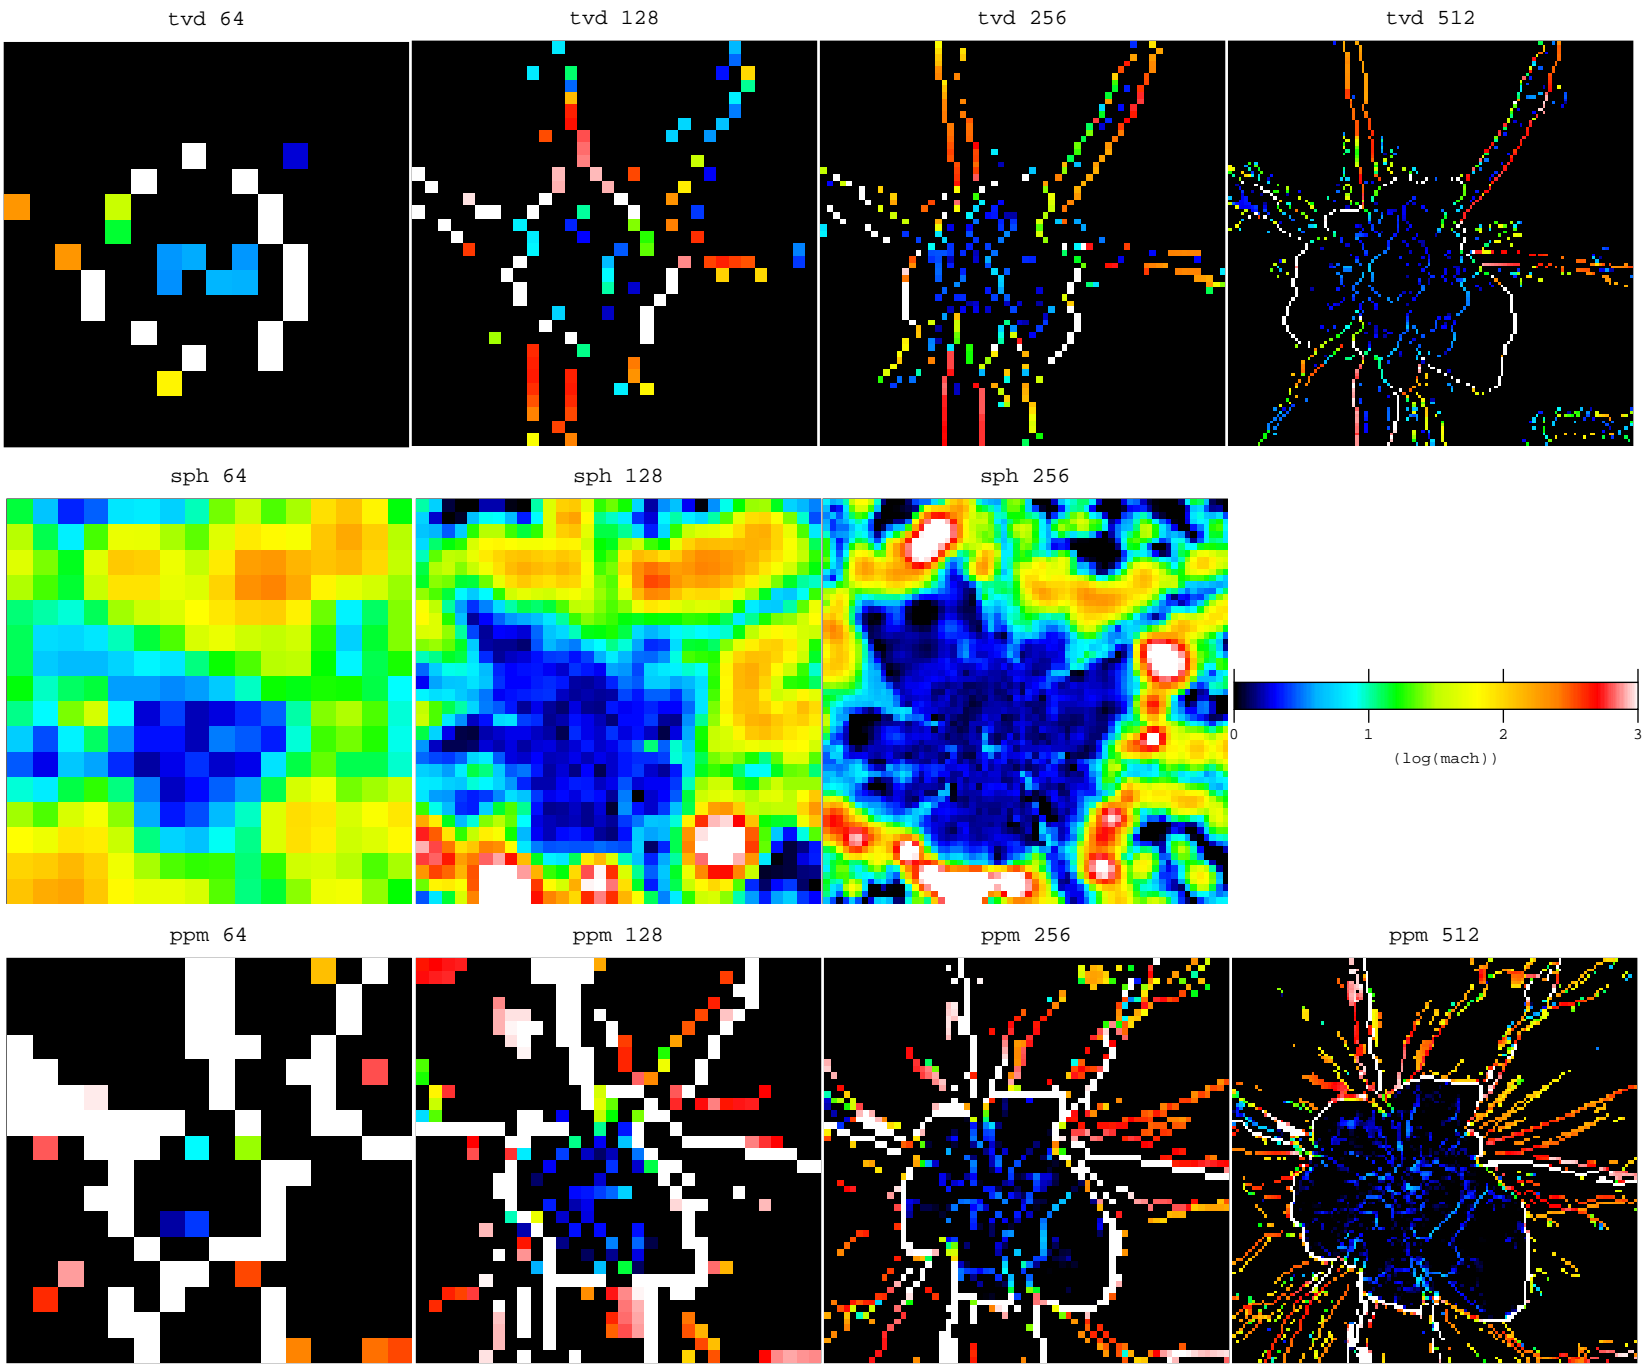 tvd 64 tvd 128 tvd 256 tvd 512
sph 64 sph 128 sph 256
0 1 2 3
(log(mach))
ppm 64 ppm 128 ppm 256 ppm 512